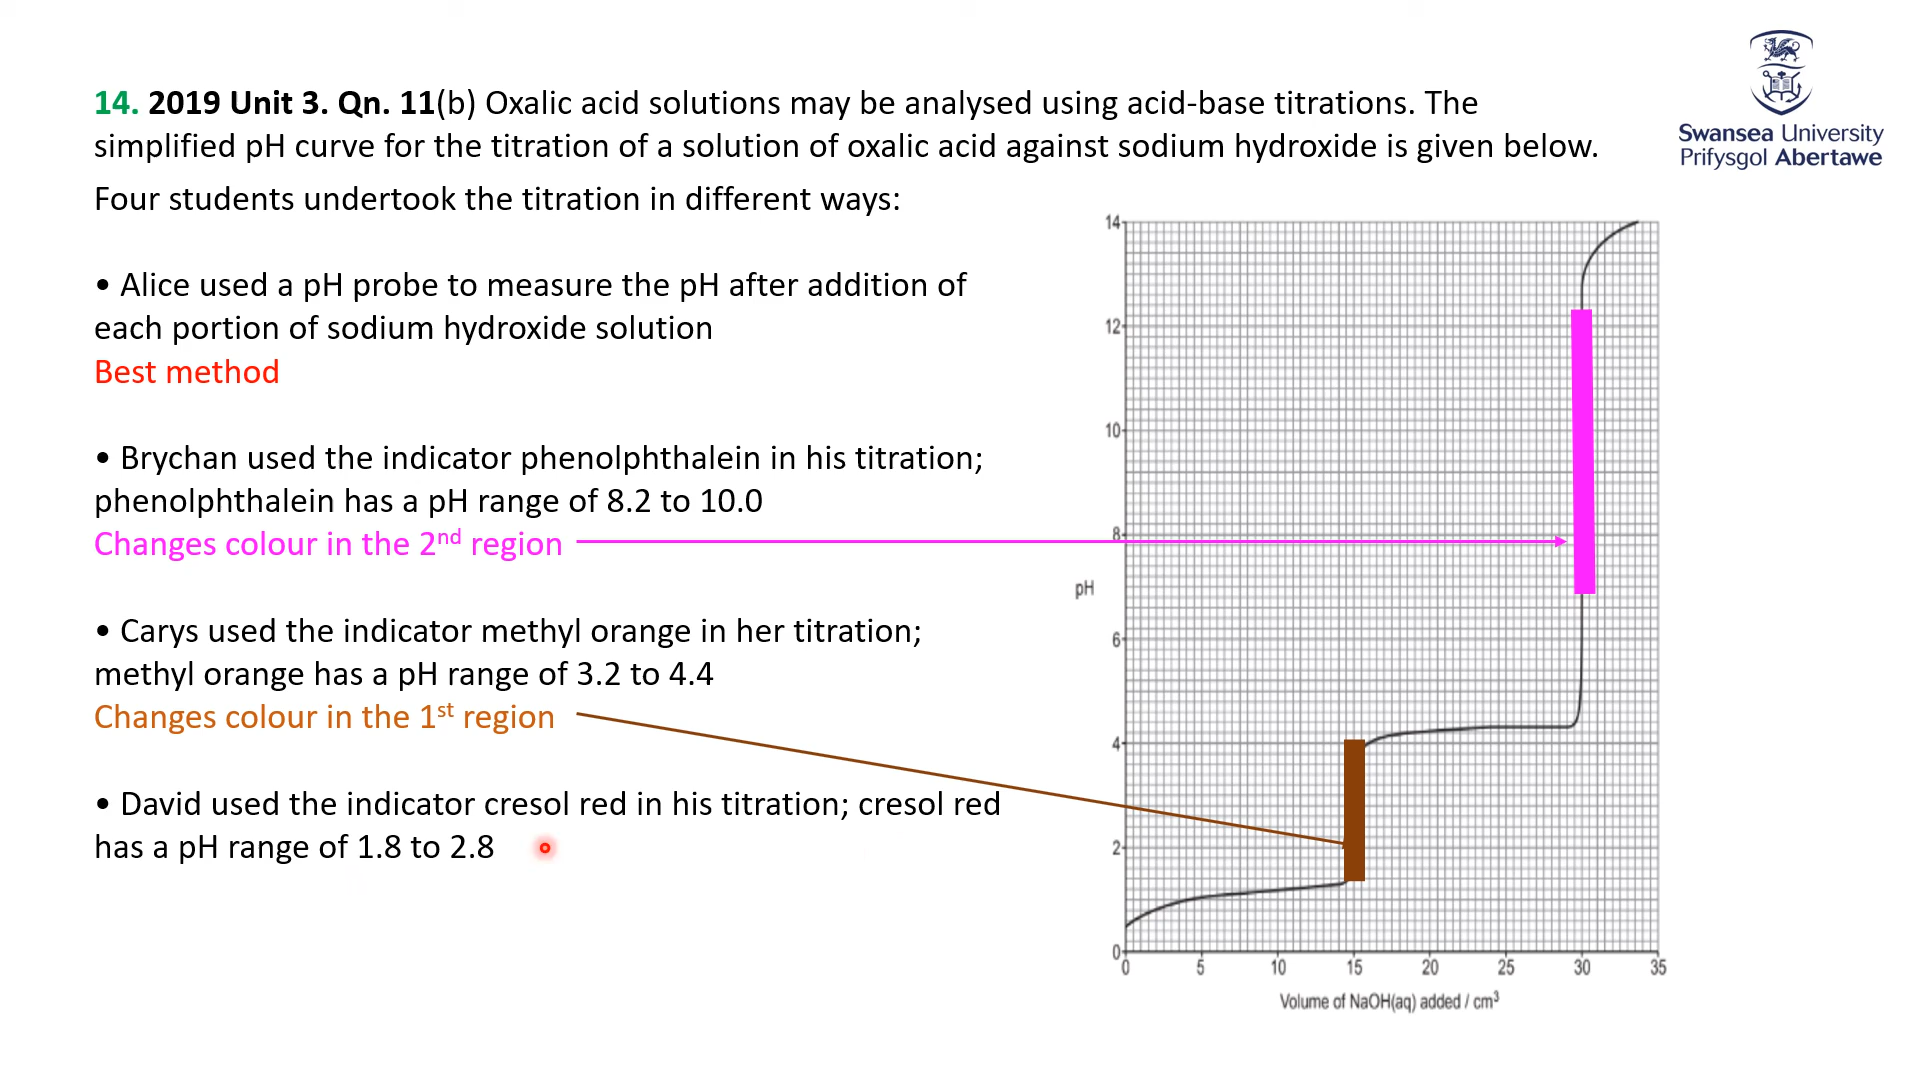 14. 2019 Unit 3. Qn. 11(b) Oxalic acid solutions may be analysed using acid-base titrations. The
simplified pH curve for the titration of a solution of oxalic acid against sodium hydroxide is given below.
Swansea University
Prifysgol Abertawe
Four students undertook the titration in different ways:
• Alice used a pH probe to measure the pH after addition of
each portion of sodium hydroxide solution
Best method
• Brychan used the indicator phenolphthalein in his titration;
phenolphthalein has a pH range of 8.2 to 10.0
Changes colour in the 2nd region
• Carys used the indicator methyl orange in her titration;
methyl orange has a pH range of 3.2 to 4.4
Changes colour in the 1st region
• David used the indicator cresol red in his titration; cresol red
has a pH range of 1.8 to 2.8
14
12
10
8
pH
6
4
2
0
0 5 10 15 20 25 30 35
Volume of NaOH(aq) added / cm3